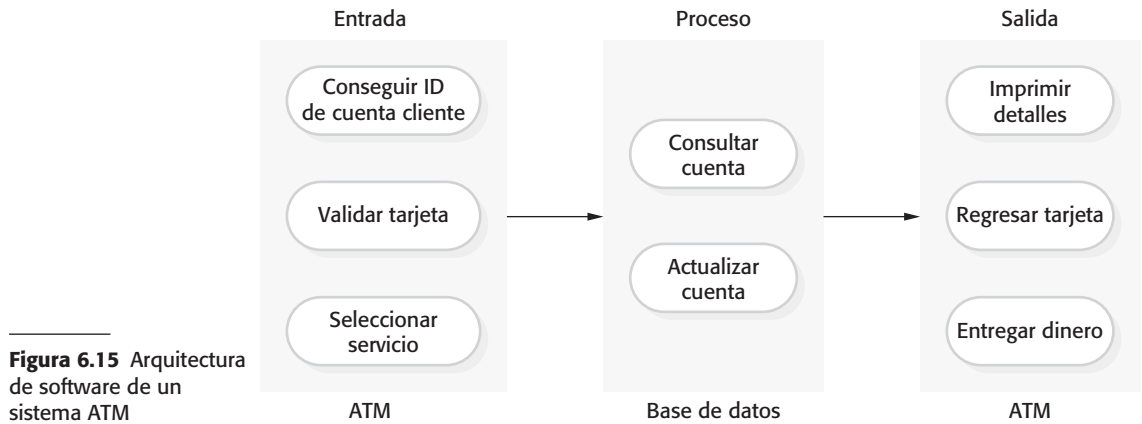 Entrada
Proceso
Salida
Conseguir ID
de cuenta cliente
Validar tarjeta
Seleccionar
servicio
Consultar
cuenta
Actualizar
cuenta
Imprimir
detalles
Regresar tarjeta
Entregar dinero
ATM
Base de datos
ATM
Figura 6.15 Arquitectura
de software de un
sistema ATM